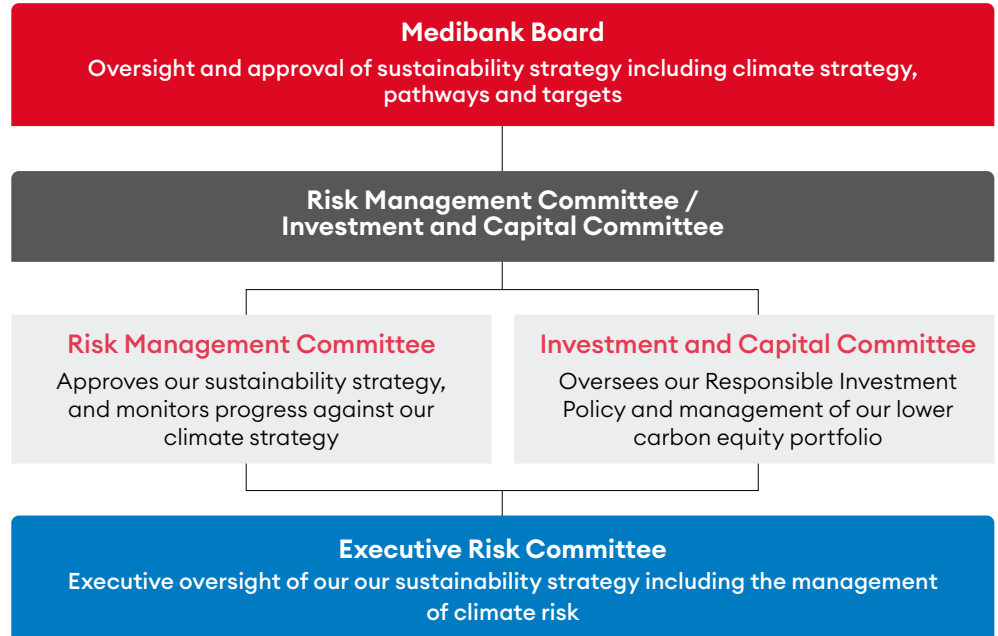 Medibank Board
Oversight and approval of sustainability strategy including climate strategy,
pathways and targets
Risk Management Committee /
Investment and Capital Committee
Risk Management Committee
Approves our sustainability strategy,
and monitors progress against our
climate strategy
Investment and Capital Committee
Oversees our Responsible Investment
Policy and management of our lower
carbon equity portfolio
Executive Risk Committee
Executive oversight of our our sustainability strategy including the management
of climate risk